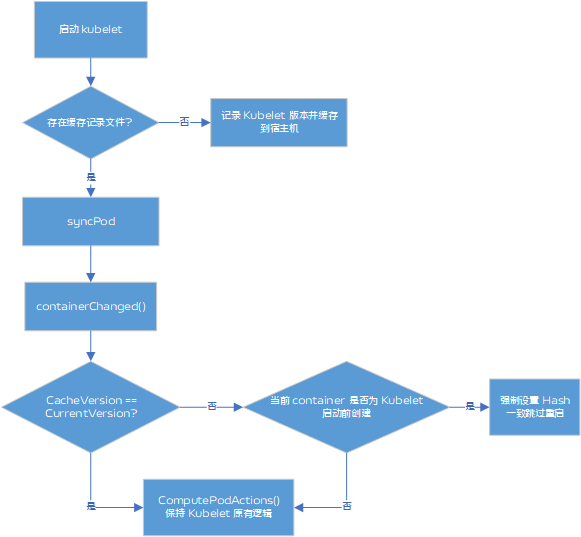 启动 kubelet
存在缓存记录文件?
否
记录 Kubelet 版本并缓存
到宿主机
是
syncPod
containerChanged()
CacheVersion ==
CurrentVersion?
否
当前 container 是否为 Kubelet
启动前创建
是
强制设置 Hash
一致跳过重启
是
ComputePodActions()
保持 Kubelet 原有逻辑
否